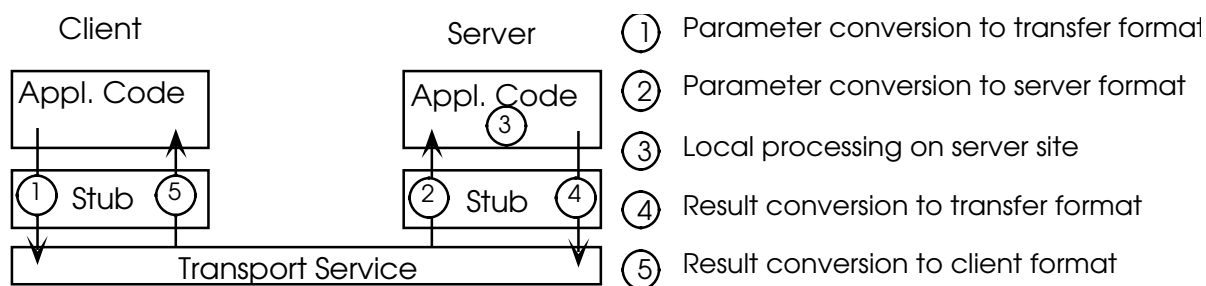 Client
Server
Appl. Code
Appl. Code
3
1
Stub
5
2
Stub
4
Transport Service
1 Parameter conversion to transfer format
2 Parameter conversion to server format
3 Local processing on server site
4 Result conversion to transfer format
5 Result conversion to client format